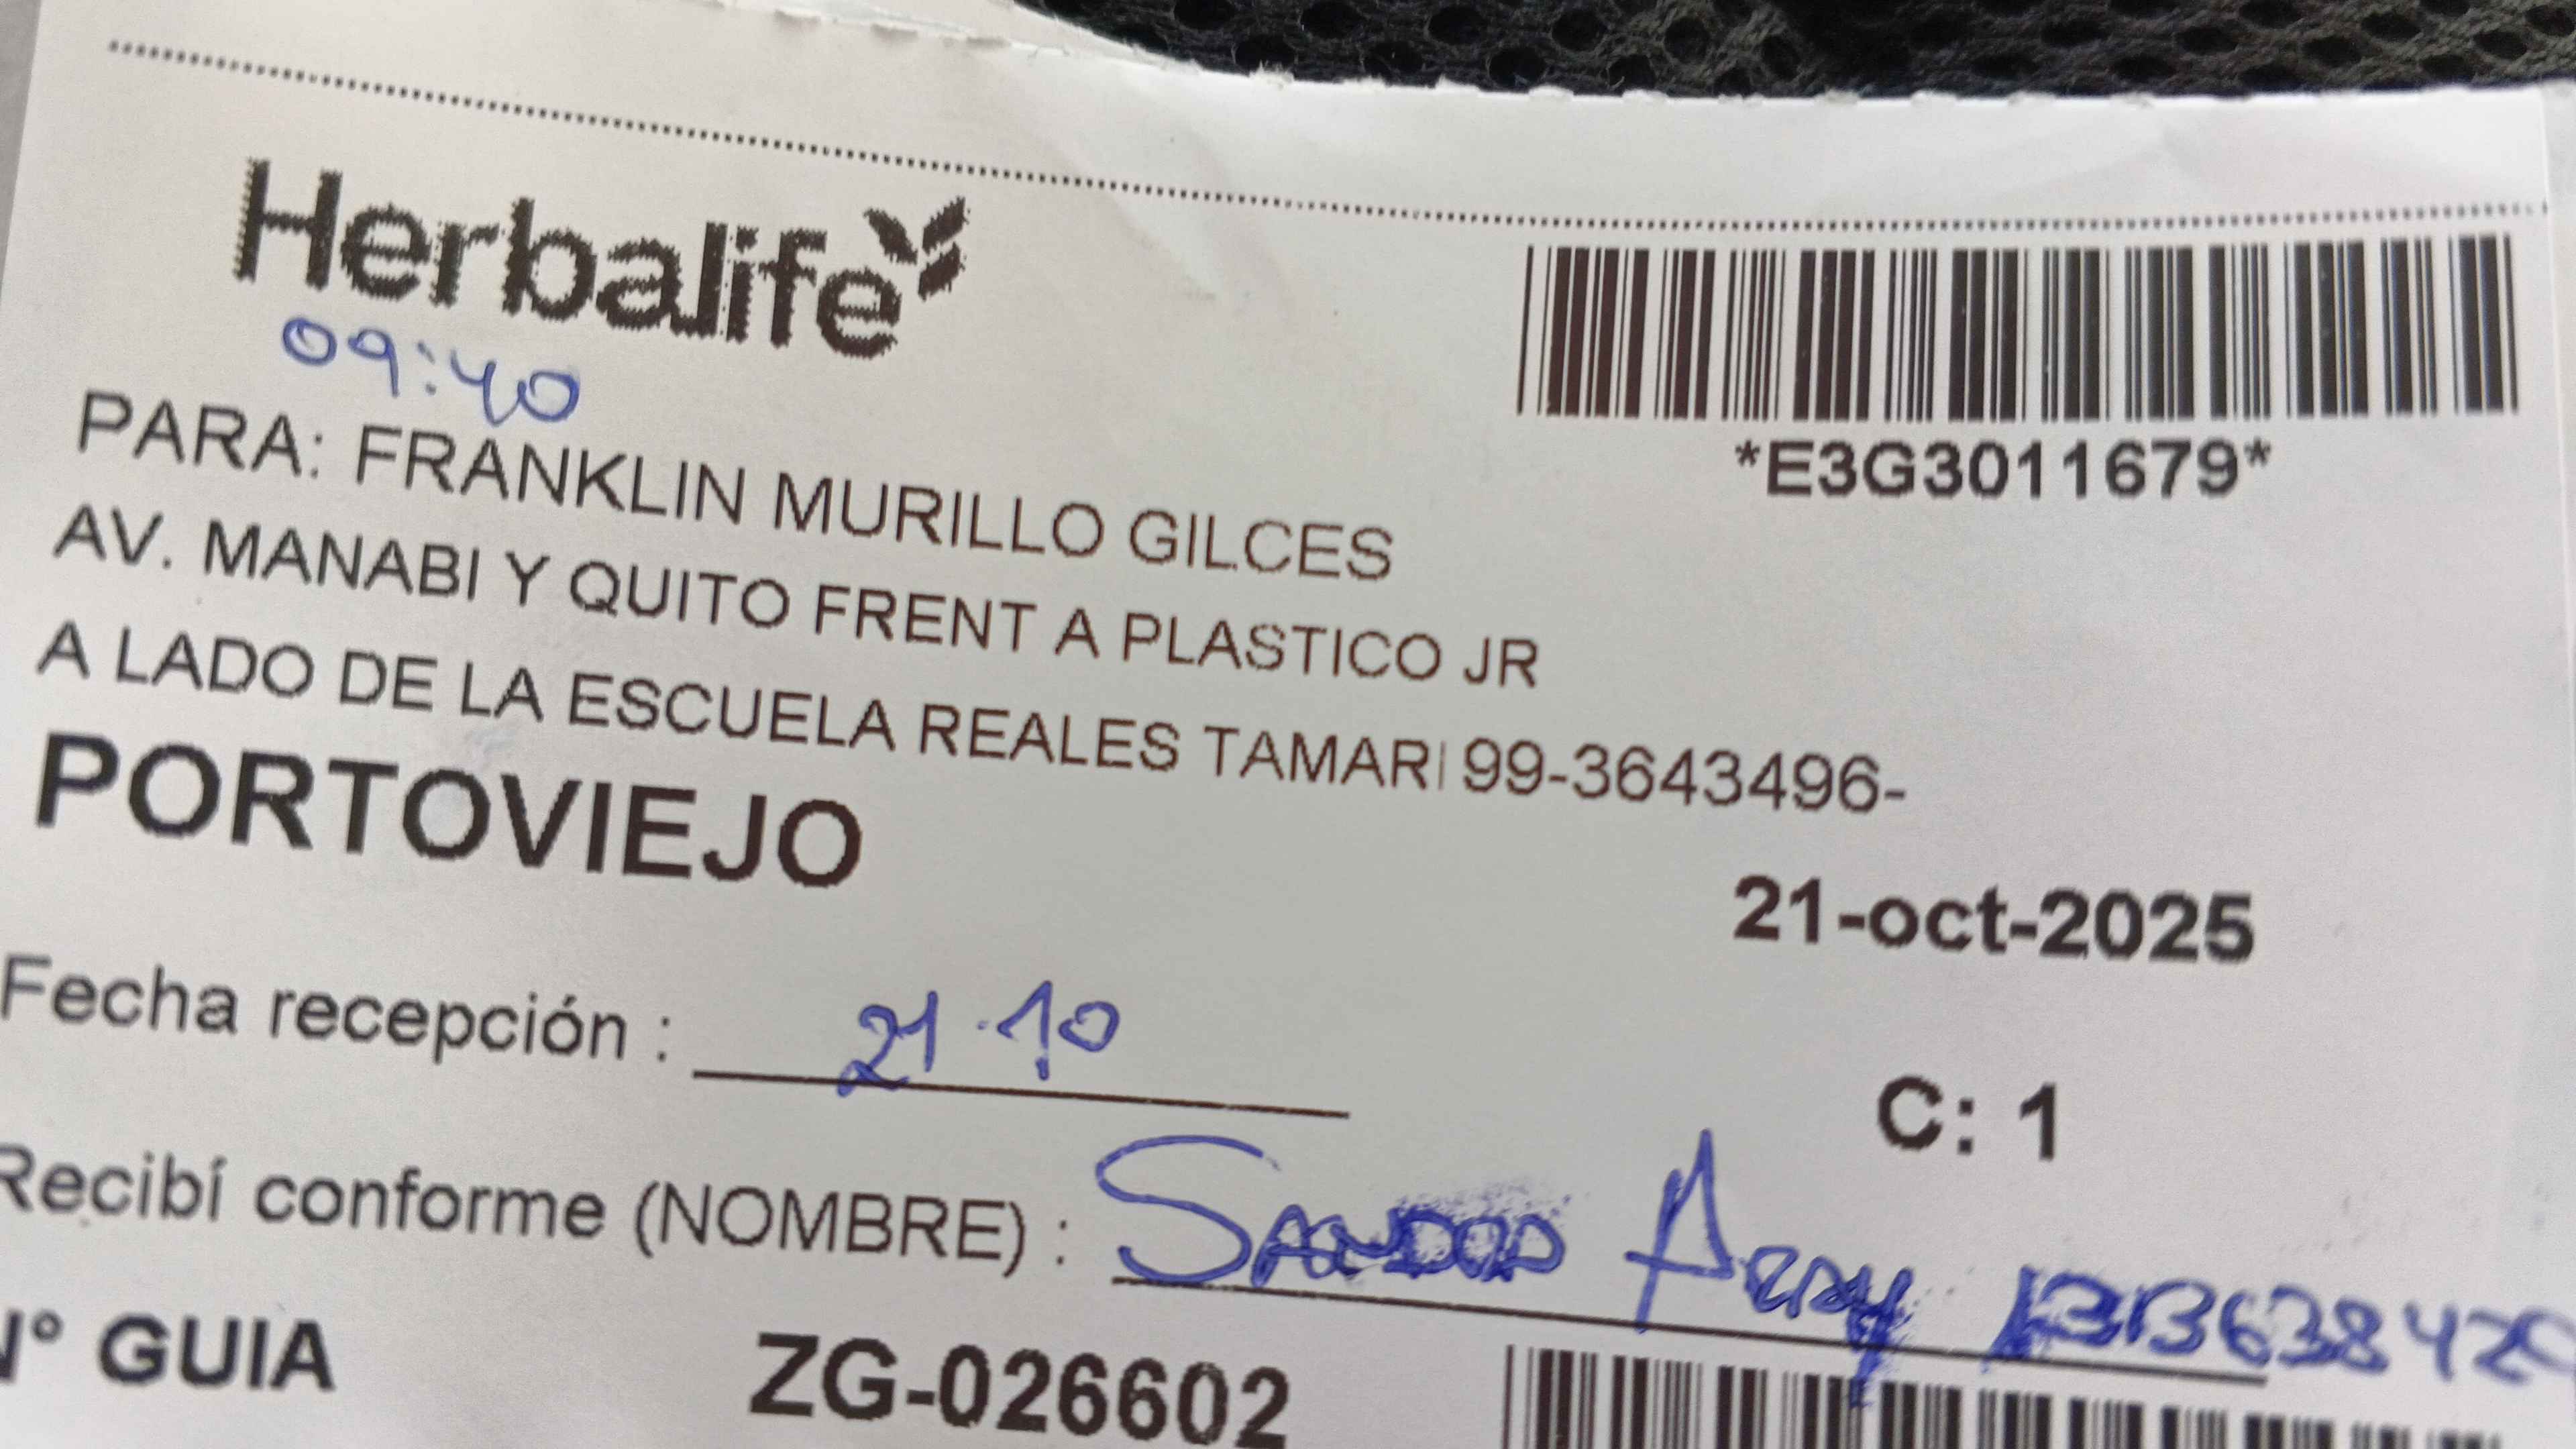 Herbalife
09:40
*E3G3011679*
PARA: FRANKLIN MURILLO GILCES
AV. MANABI Y QUITO FRENT A PLASTICO JR
A LADO DE LA ESCUELA REALES TAMARI 99-3643496-
PORTOVIEJO
21-oct-2025
Fecha recepción : 21.10
C: 1
Recibí conforme (NOMBRE) :
N° GUIA ZG-026602